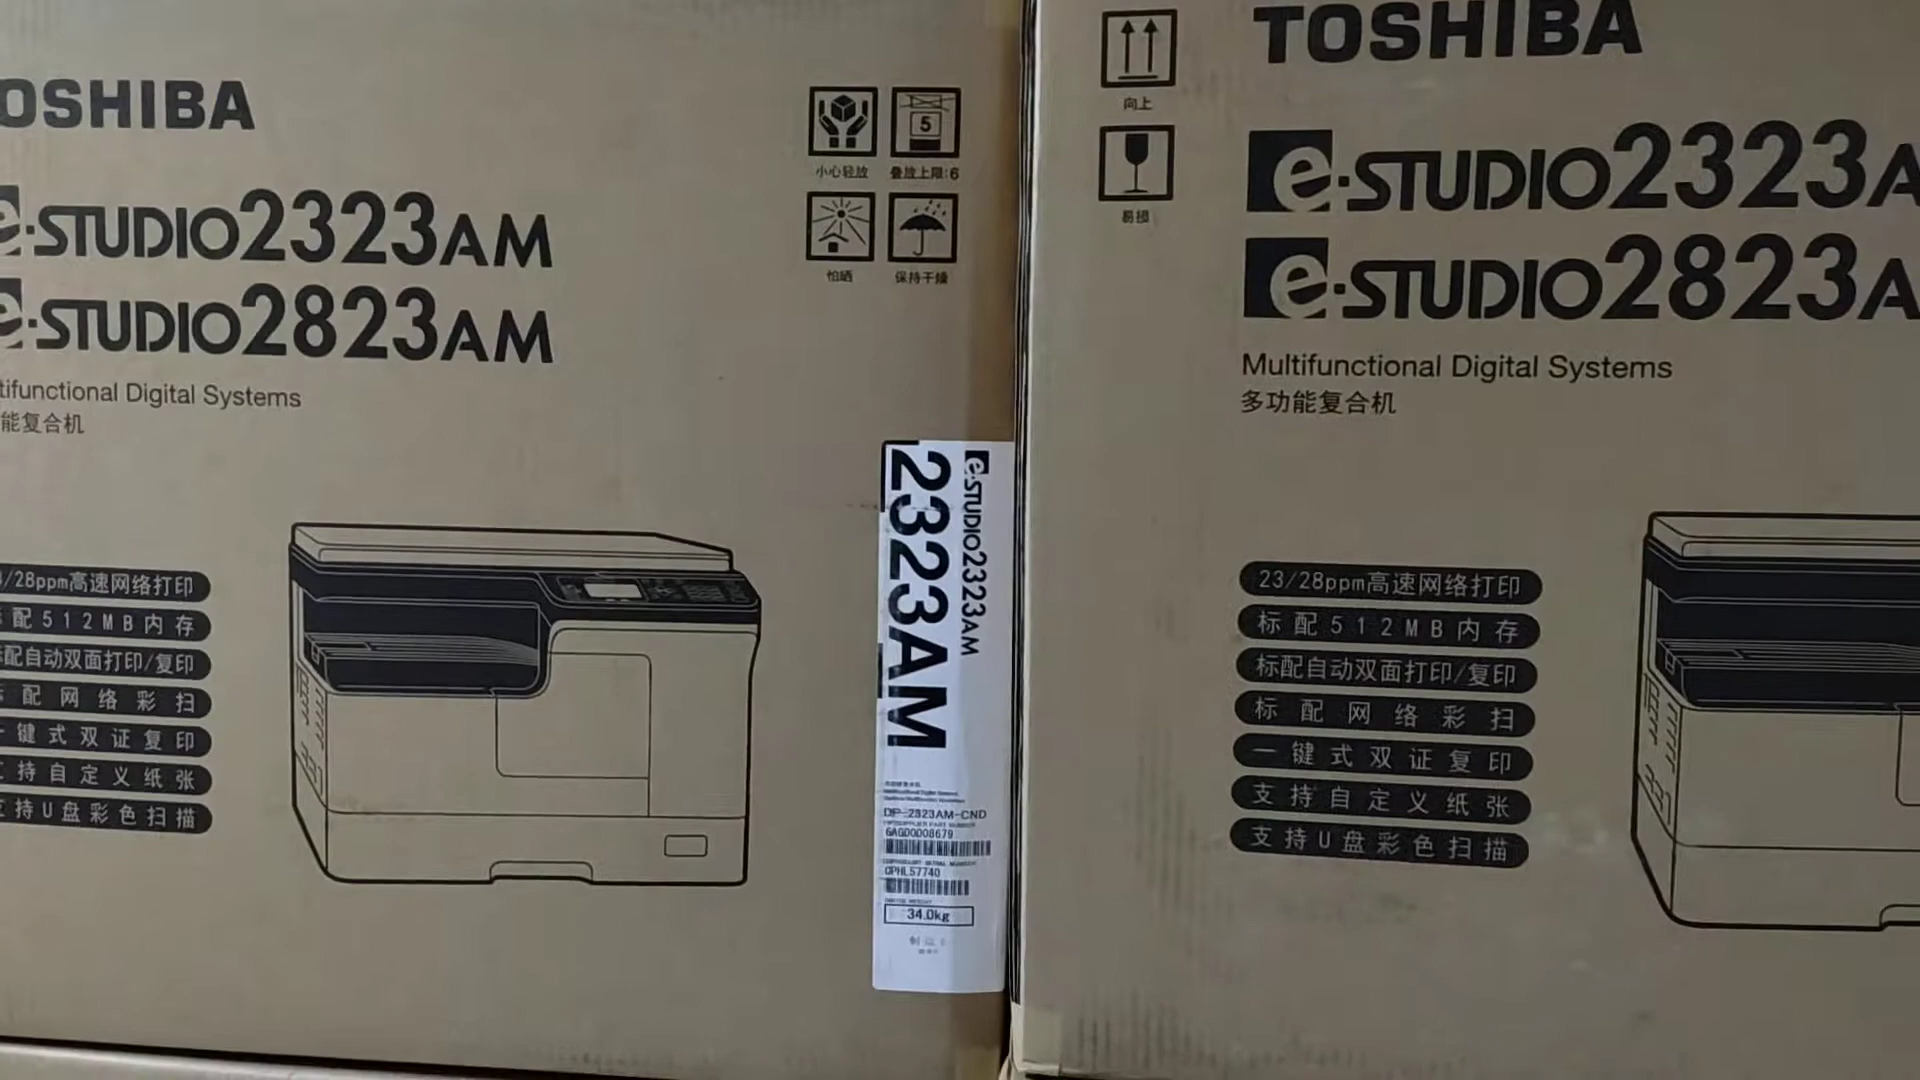 OSHIBA
e-STUDIO2323AM
e-STUDIO2823AM
tifunctional Digital Systems
能复合机
/28ppm高速网络打印
配512MB内存
配自动双面打印/复印
配网络彩扫
一键式双证复印
持自定义纸张
支持U盘彩色扫描
5
小心轻放
叠放上限:6
怕晒
保持干燥
e-STUDIO2323AM
2323AM
DP-2323AM-CND
6AG00008679
CPHL57740
34.0kg
向上
易损
TOSHIBA
e-STUDIO2323A
e-STUDIO2823A
Multifunctional Digital Systems
多功能复合机
23/28ppm高速网络打印
标配512MB内存
标配自动双面打印/复印
标配网络彩扫
一键式双证复印
支持自定义纸张
支持U盘彩色扫描